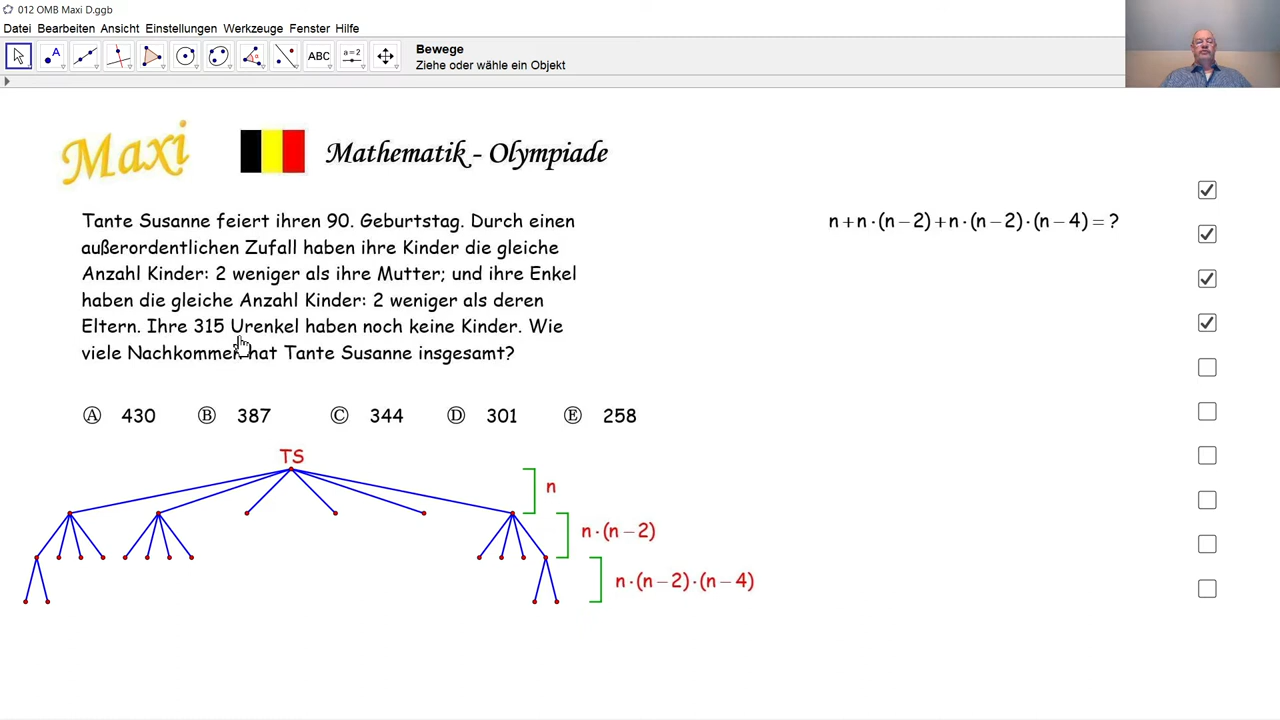 012 OMB Maxi D.ggb
Datei Bearbeiten Ansicht Einstellungen Werkzeuge Fenster Hilfe
A ABC a=2 Bewege
Ziehe oder wähle ein Objekt
Maxi Mathematik - Olympiade
Tante Susanne feiert ihren 90. Geburtstag. Durch einen
außerordentlichen Zufall haben ihre Kinder die gleiche
Anzahl Kinder: 2 weniger als ihre Mutter; und ihre Enkel
haben die gleiche Anzahl Kinder: 2 weniger als deren
Eltern. Ihre 315 Urenkel haben noch keine Kinder. Wie
viele Nachkommen hat Tante Susanne insgesamt?
n+n·(n−2)+n·(n−2)·(n−4)=?
Ⓐ 430 Ⓑ 387 Ⓒ 344 Ⓓ 301 Ⓔ 258
TS
n
n·(n−2)
n·(n−2)·(n−4)